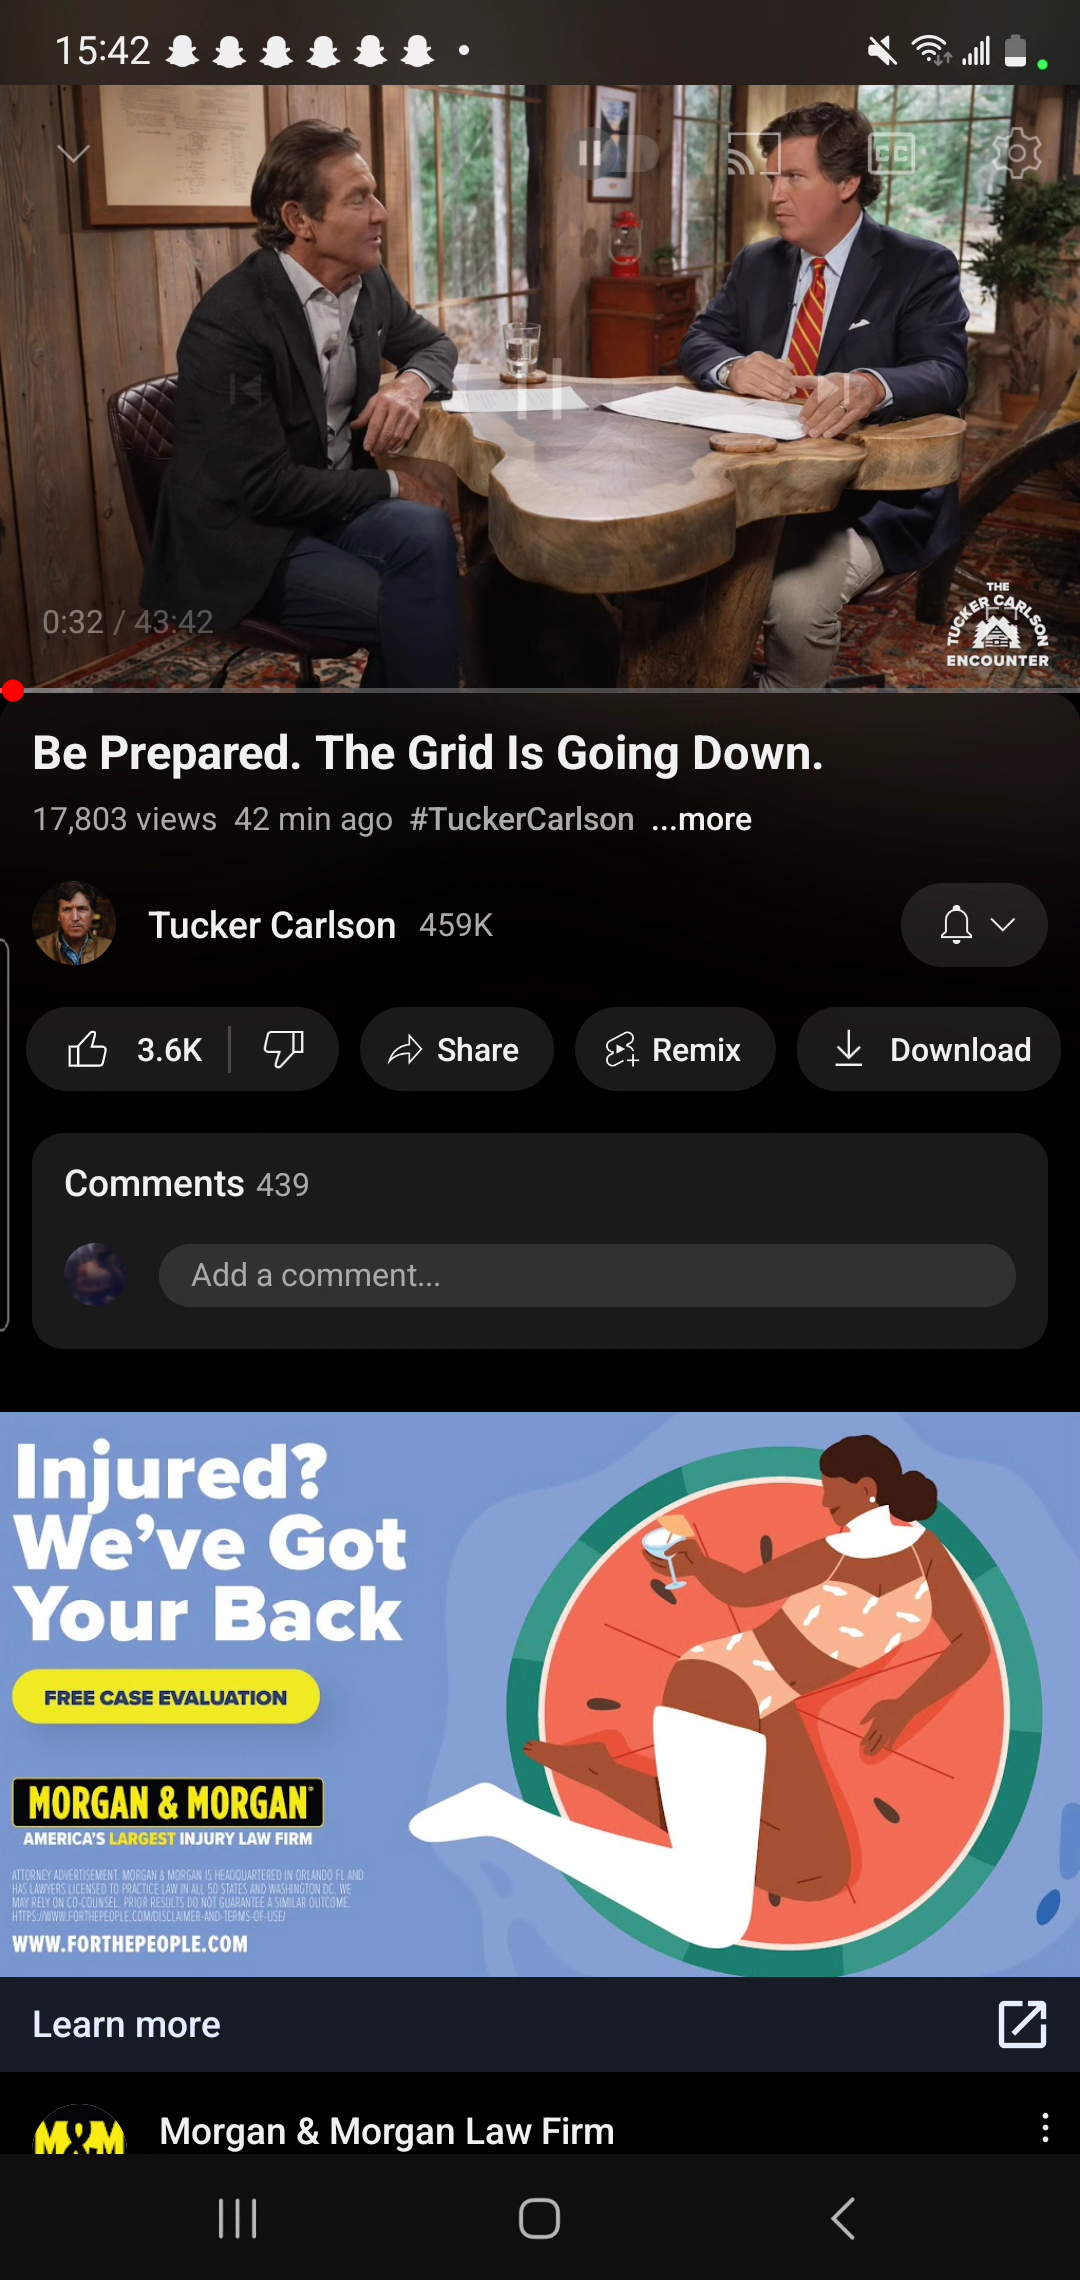 15:42
CC
0:32 / 43:42
THE
TUCKER CARLSON
ENCOUNTER
Be Prepared. The Grid Is Going Down.
17,803 views 42 min ago #TuckerCarlson ...more
Tucker Carlson 459K
3.6K Share Remix Download
Comments 439
Add a comment...
Injured?
We've Got
Your Back
FREE CASE EVALUATION
MORGAN & MORGAN®
AMERICA'S LARGEST INJURY LAW FIRM
ATTORNEY ADVERTISEMENT. MORGAN & MORGAN IS HEADQUARTERED IN ORLANDO FL AND
HAS LAWYERS LICENSED TO PRACTICE LAW IN ALL 50 STATES AND WASHINGTON DC. WE
MAY RELY ON CO-COUNSEL. PRIOR RESULTS DO NOT GUARANTEE A SIMILAR OUTCOME.
HTTPS://WWW.FORTHEPEOPLE.COM/DISCLAIMER-AND-TERMS-OF-USE/
WWW.FORTHEPEOPLE.COM
Learn more
M&M
Morgan & Morgan Law Firm